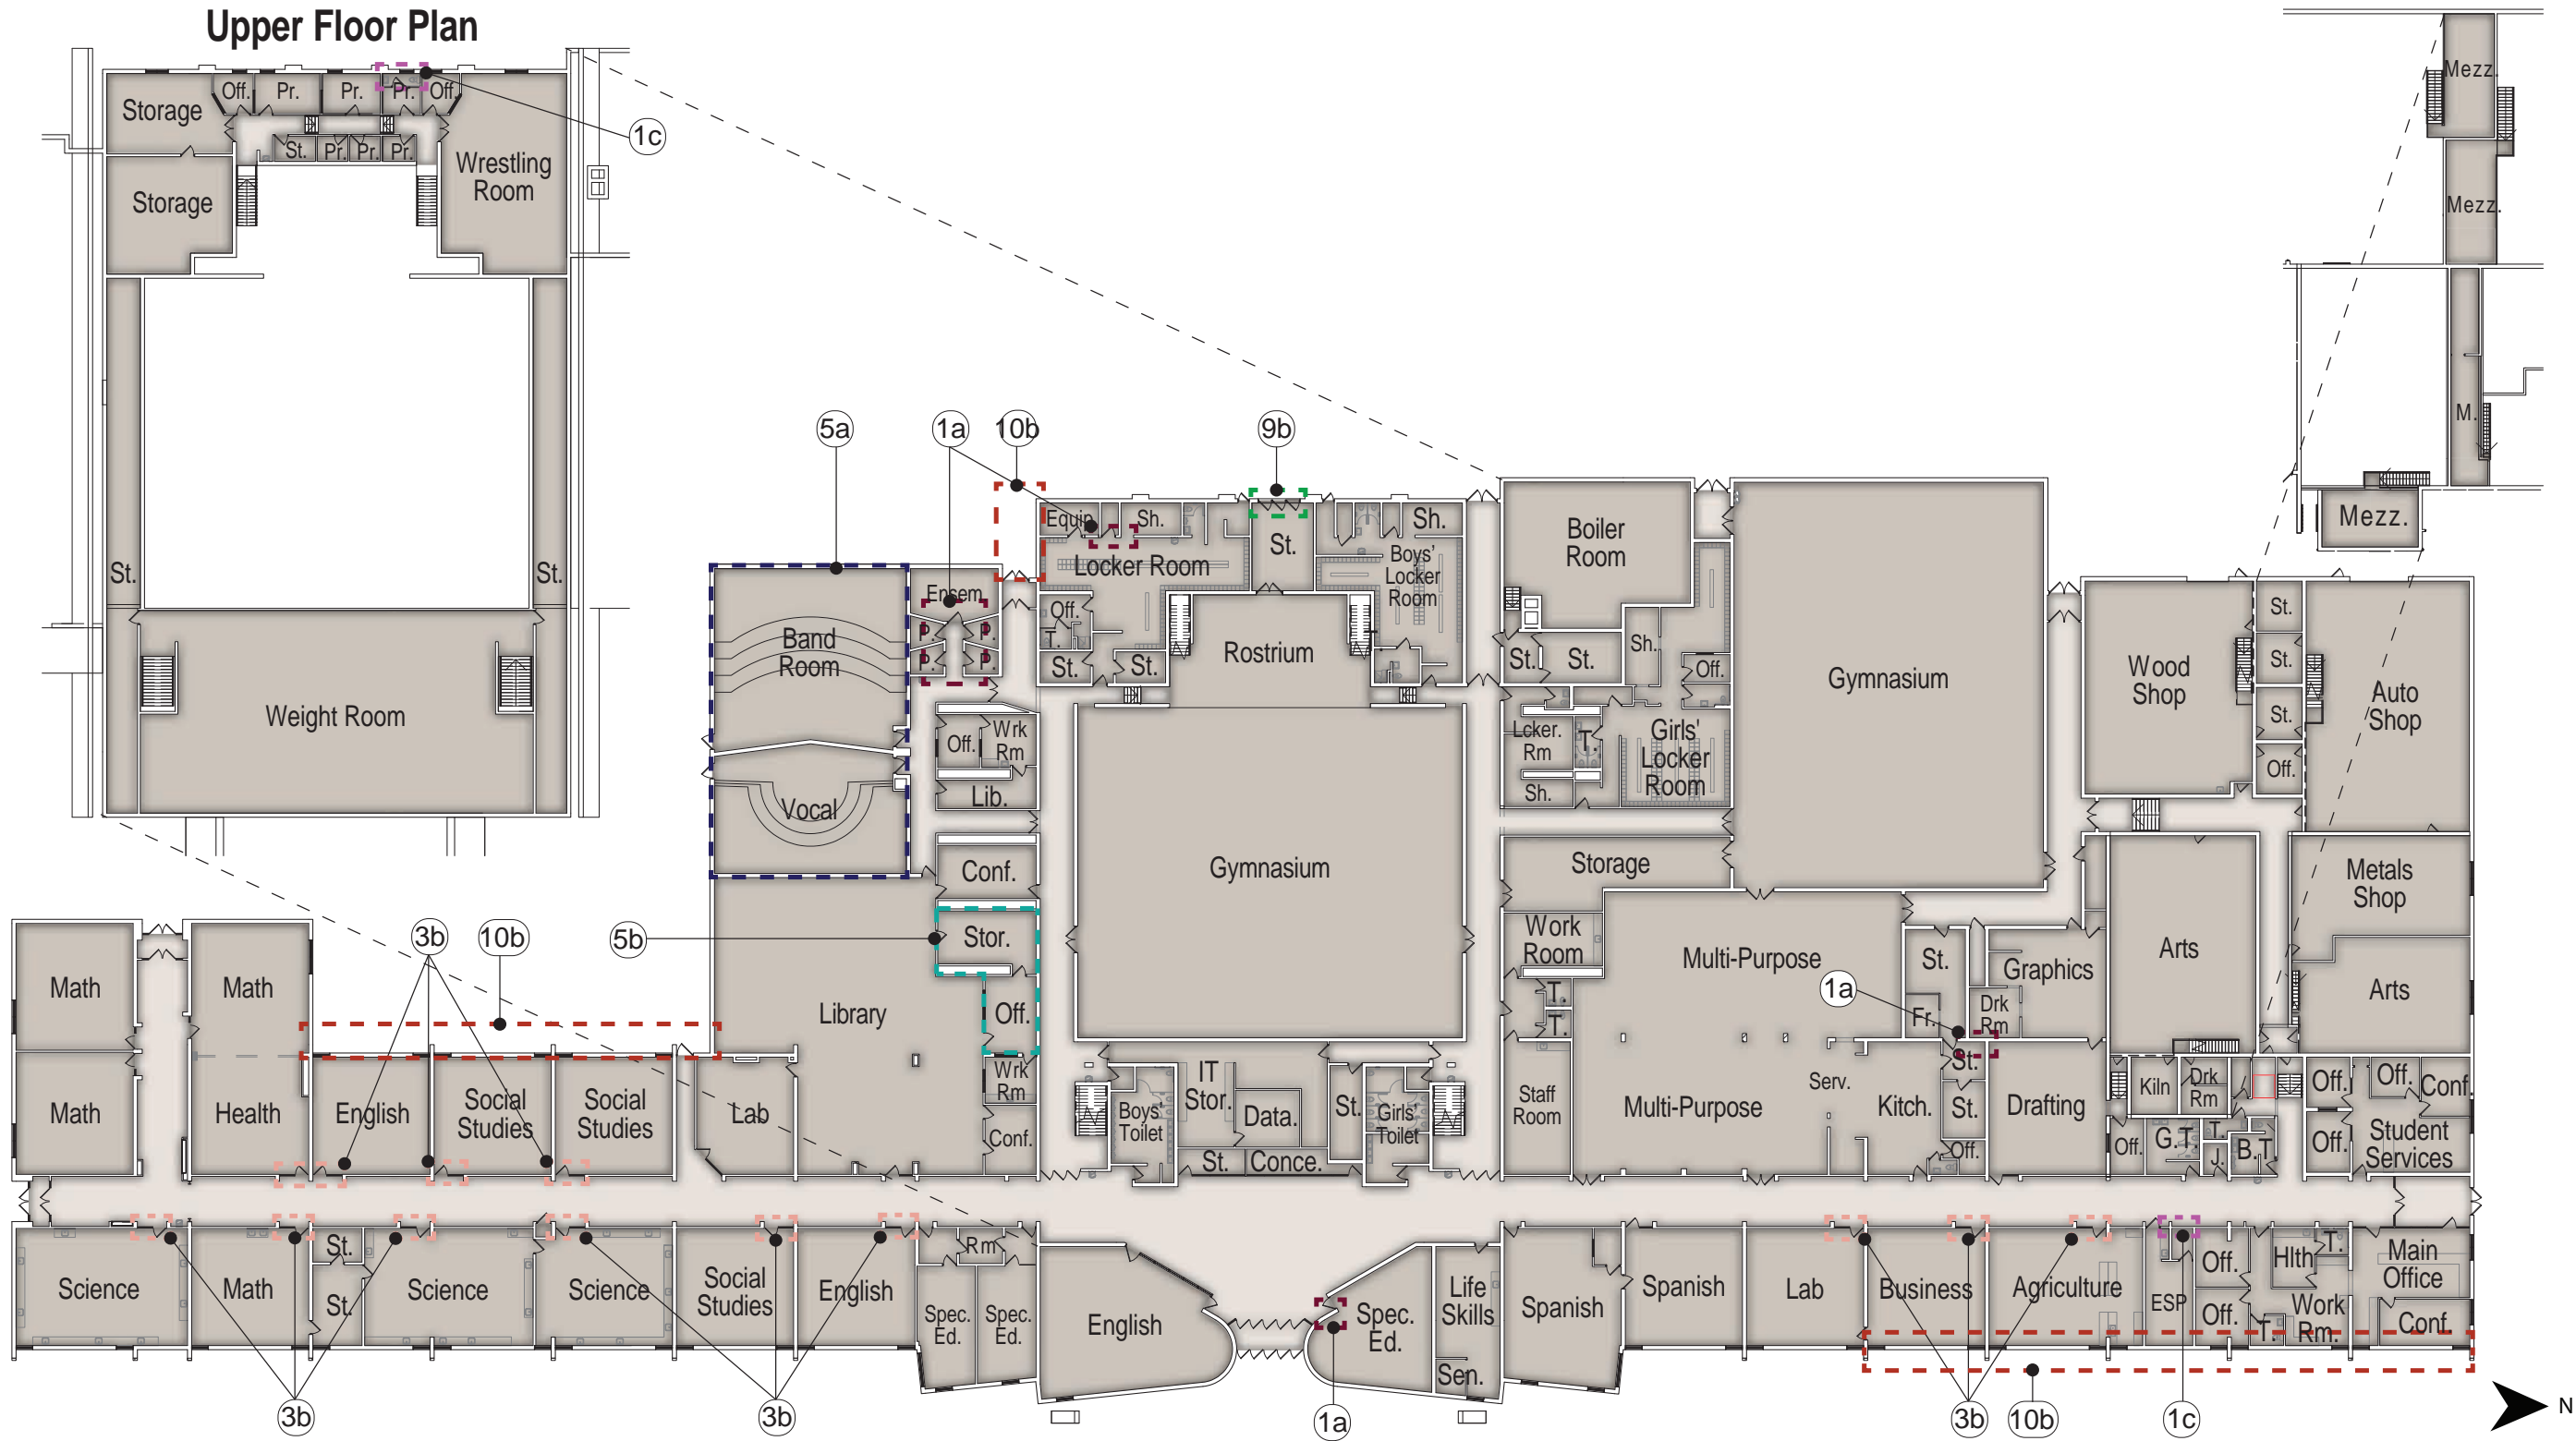 Upper Floor Plan
Mezz.
Off.
Pr.
Pr.
Pr.
Off.
Storage
1c
St.
Pr.
Pr.
Pr.
Wrestling
Room
Storage
Mezz.
M.
5a
1a
10b
9b
Mezz.
Equip
Sh.
Sh.
Boiler
Room
St.
Boys'
Locker
Room
Locker Room
St.
St.
Ensem
Off.
T.
T.
P.
P.
P.
P.
St.
St.
Band
Room
Rostrium
Sh.
St.
St.
Off.
Gymnasium
Wood
Shop
St.
St.
St.
Off.
Auto
Shop
Weight Room
Off.
Wrk
Rm
Lcker.
Rm
T.
Girls'
Locker
Room
Lib.
Sh.
Vocal
Conf.
Gymnasium
Storage
Metals
Shop
3b
10b
5b
Stor.
Work
Room
Multi-Purpose
St.
Graphics
Arts
Math
Math
Library
Off.
T.
T.
1a
Fr.
Drk
Rm
Arts
Wrk
Rm
IT
Stor.
St.
Serv.
Kiln
Drk
Rm
Off.
Off.
Conf.
Math
Health
English
Social
Studies
Social
Studies
Lab
Conf.
Boys'
Toilet
Data.
St.
Girls'
Toilet
Staff
Room
Multi-Purpose
Kitch.
St.
Off.
Drafting
Off.
G.T.
T.
J.
B.T.
Off.
Student
Services
St.
Conce.
Science
Math
St.
St.
Science
Science
Social
Studies
English
Rm
Spec.
Ed.
Spec.
Ed.
English
Spec.
Ed.
Life
Skills
Sen.
Spanish
Spanish
Lab
Business
Agriculture
ESP
Off.
Off.
Hlth
T.
T.
Work
Rm.
Main
Office
Conf.
3b
3b
1a
3b
10b
1c
N